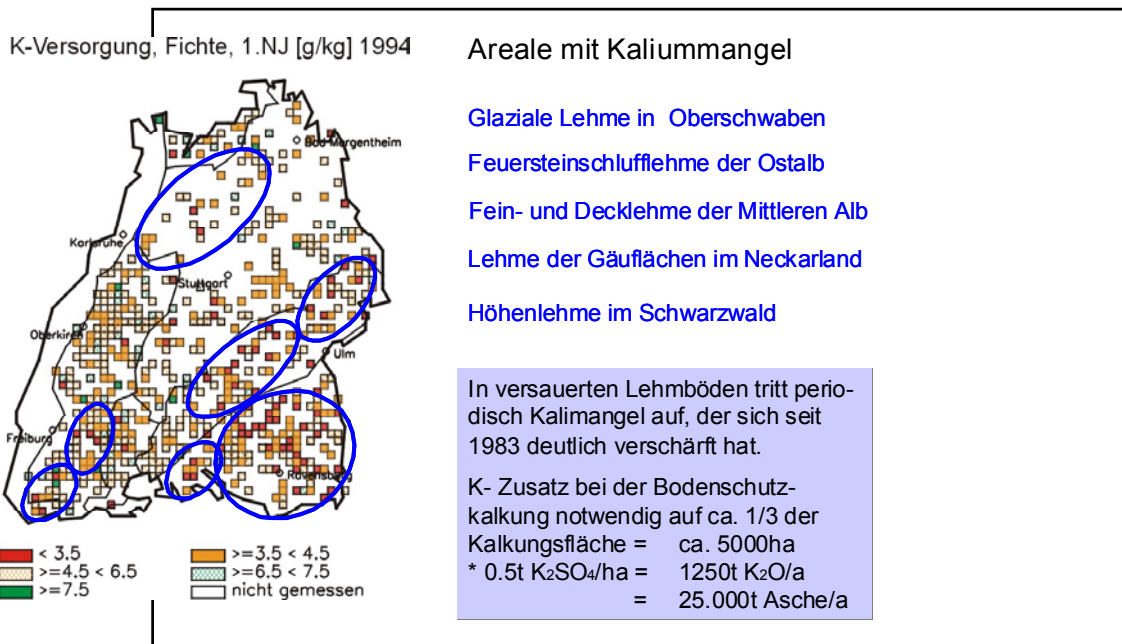 K-Versorgung, Fichte, 1.NJ [g/kg] 1994
Bad Mergentheim
Karlsruhe
Stuttgart
Oberkirch
Ulm
Freiburg
Ravensburg
< 3.5
>=3.5 < 4.5
>=4.5 < 6.5
>=6.5 < 7.5
>=7.5
nicht gemessen
Areale mit Kaliummangel
Glaziale Lehme in Oberschwaben
Feuersteinschlufflehme der Ostalb
Fein- und Decklehme der Mittleren Alb
Lehme der Gäuflächen im Neckarland
Höhenlehme im Schwarzwald
In versauerten Lehmböden tritt perio-
disch Kalimangel auf, der sich seit
1983 deutlich verschärft hat.
K- Zusatz bei der Bodenschutz-
kalkung notwendig auf ca. 1/3 der
Kalkungsfläche = ca. 5000ha
* 0.5t K₂SO₄/ha = 1250t K₂O/a
= 25.000t Asche/a